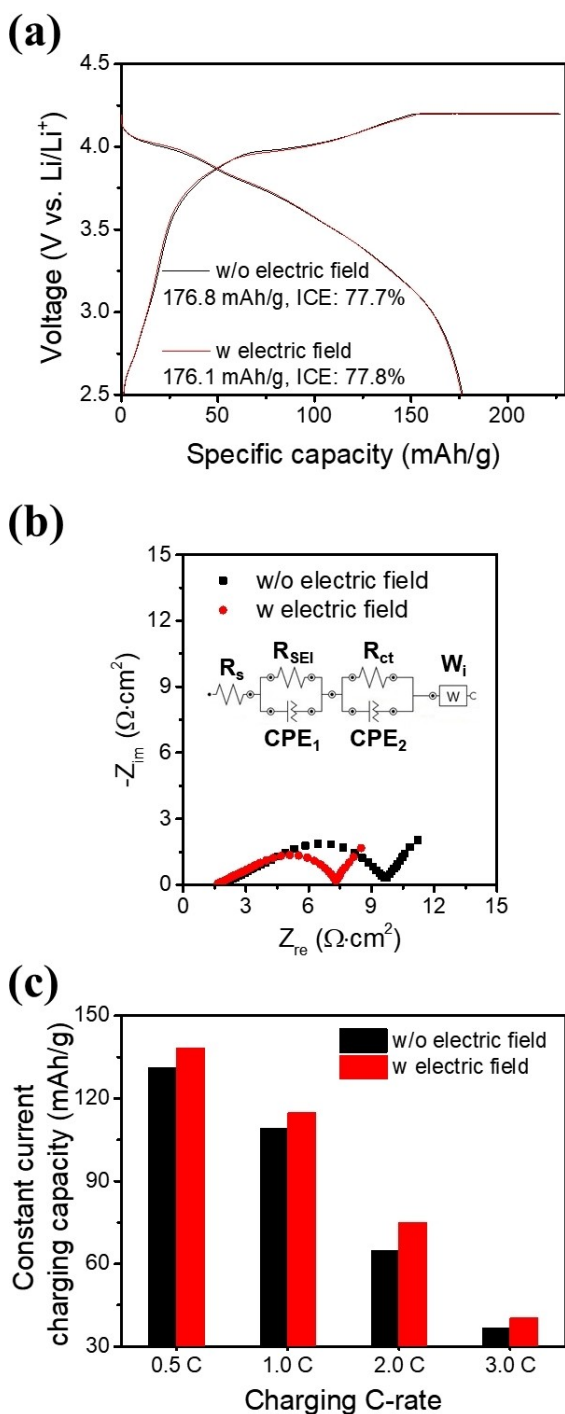 (a)
4.5
4.0
3.5
3.0
2.5
Voltage (V vs. Li/Li⁺)
w/o electric field
176.8 mAh/g, ICE: 77.7%
w electric field
176.1 mAh/g, ICE: 77.8%
0 50 100 150 200
Specific capacity (mAh/g)
(b)
15
12
9
6
3
0
-Zim (Ω·cm²)
w/o electric field
w electric field
Rs RSEI Rct Wi
W
CPE1 CPE2
0 3 6 9 12 15
Zre (Ω·cm²)
(c)
150
120
90
60
30
Constant current
charging capacity (mAh/g)
w/o electric field
w electric field
0.5 C 1.0 C 2.0 C 3.0 C
Charging C-rate